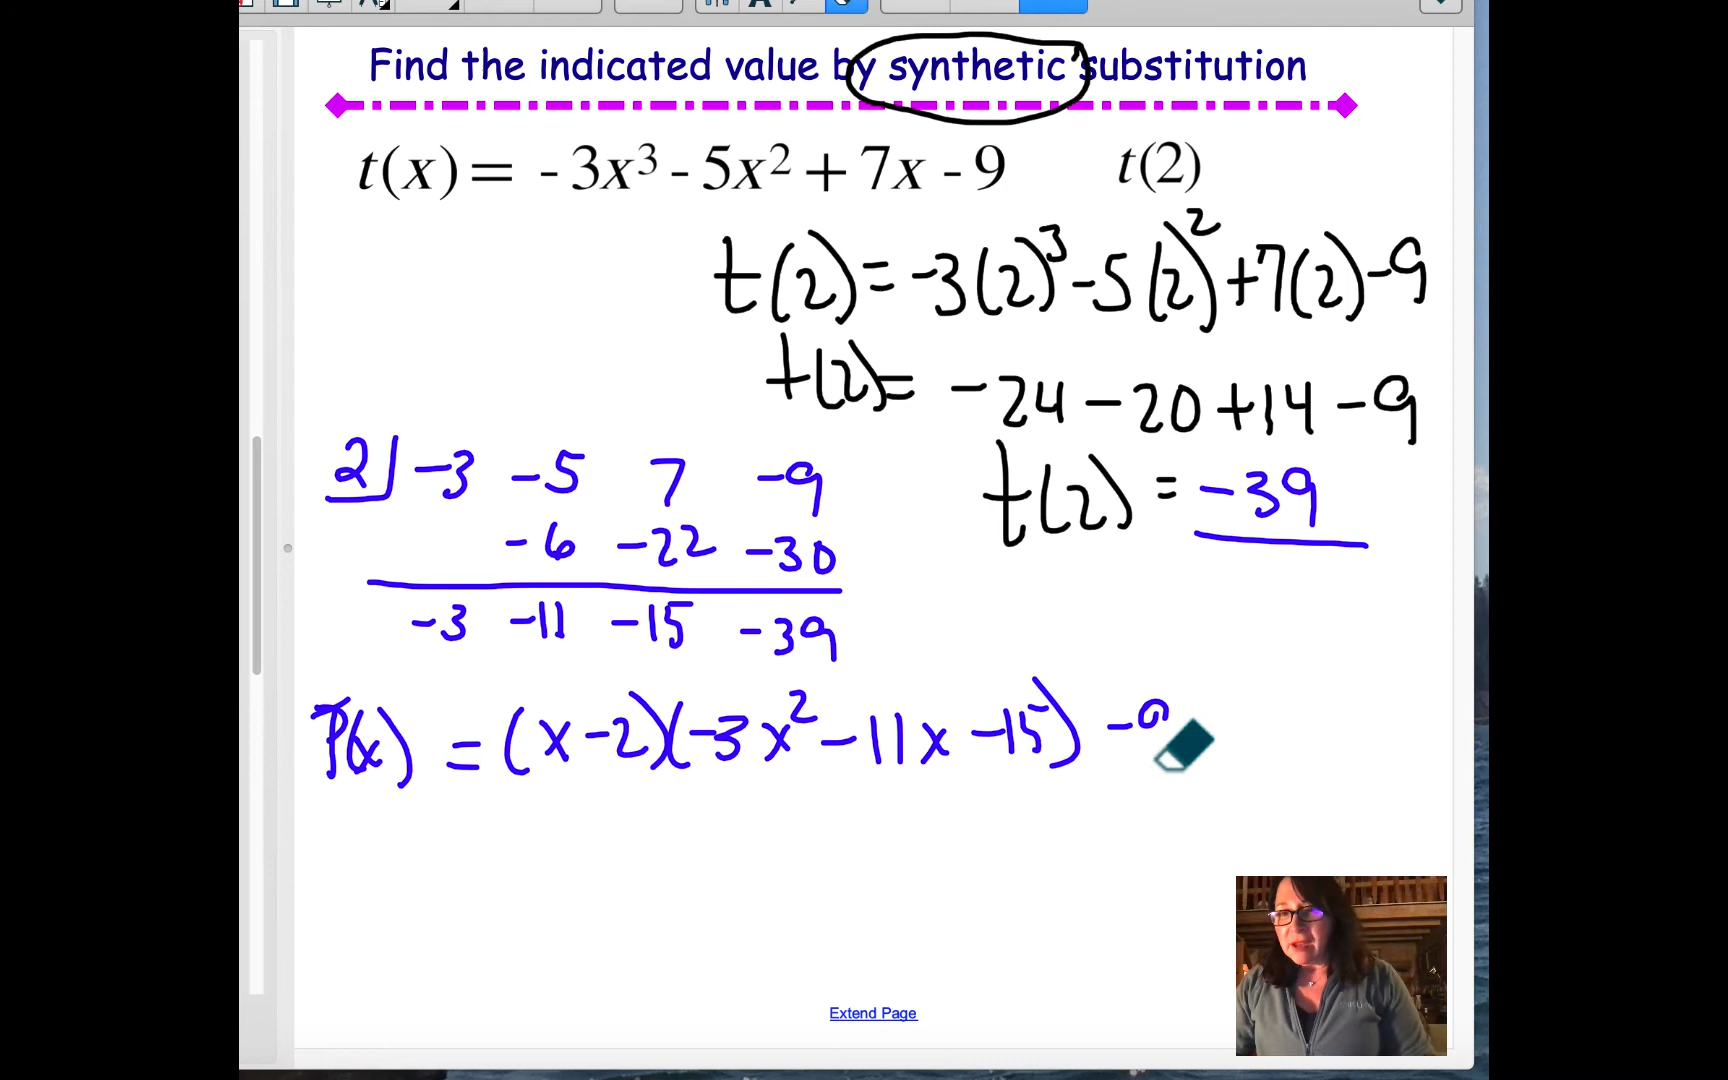 Find the indicated value by synthetic substitution
t(x) = -3x³ - 5x² + 7x - 9 t(2)
t(2) = -3(2)³ - 5(2)² + 7(2) - 9
t(2) = -24 - 20 + 14 - 9
t(2) = -39
2 -3 -5 7 -9
-6 -22 -30
-3 -11 -15 -39
(x) = (x - 2)(-3x² - 11x - 15) -
Extend Page